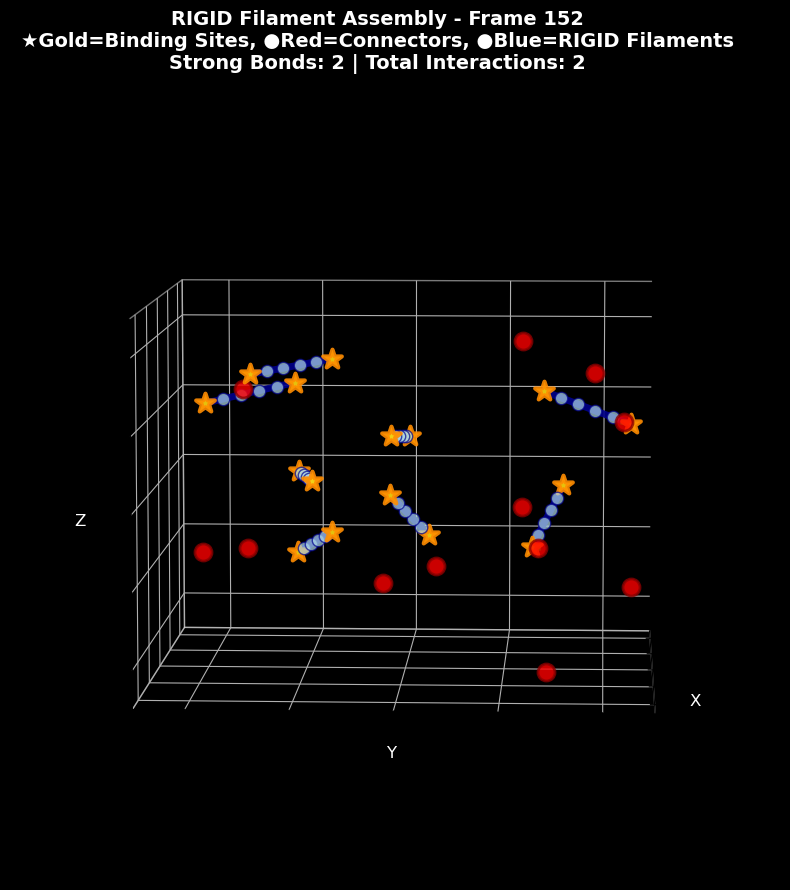 RIGID Filament Assembly - Frame 152
★Gold=Binding Sites, ●Red=Connectors, ●Blue=RIGID Filaments
Strong Bonds: 2 | Total Interactions: 2
Z
X
Y